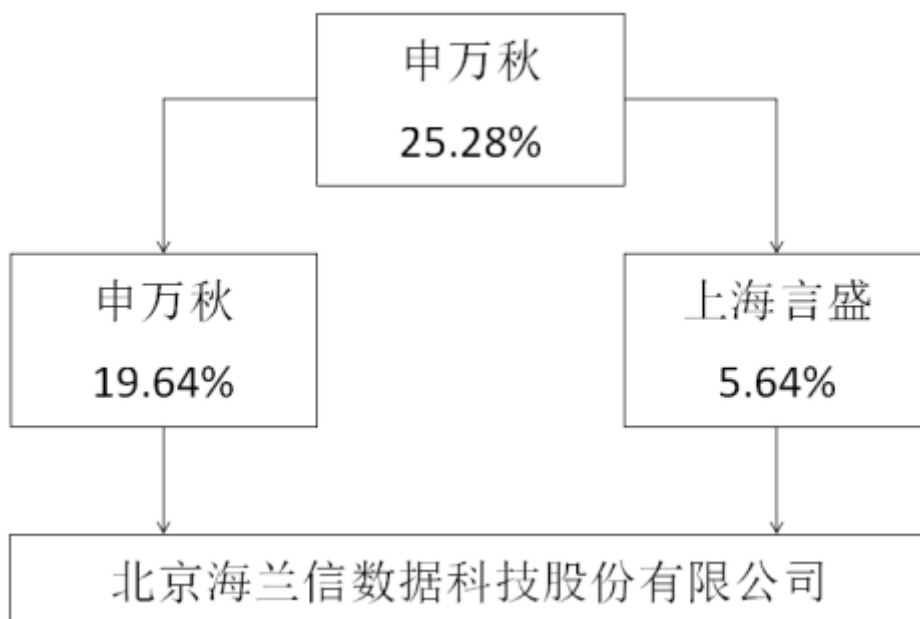 申万秋
25.28%
申万秋
19.64%
上海言盛
5.64%
北京海兰信数据科技股份有限公司